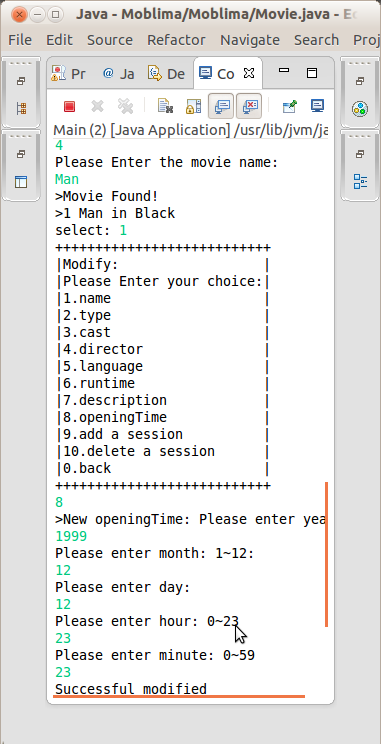 Java - Moblima/Moblima/Movie.java - Ec
File Edit Source Refactor Navigate Search Proj
Pr Ja De Co
Main (2) [Java Application] /usr/lib/jvm/ja
4
Please Enter the movie name:
Man
>Movie Found!
>1 Man in Black
select: 1
+++++++++++++++++++++++++++
|Modify: |
|Please Enter your choice:|
|1.name |
|2.type |
|3.cast |
|4.director |
|5.language |
|6.runtime |
|7.description |
|8.openingTime |
|9.add a session |
|10.delete a session |
|0.back |
+++++++++++++++++++++++++++
8
>New openingTime: Please enter yea
1999
Please enter month: 1~12:
12
Please enter day:
12
Please enter hour: 0~23
23
Please enter minute: 0~59
23
Successful modified